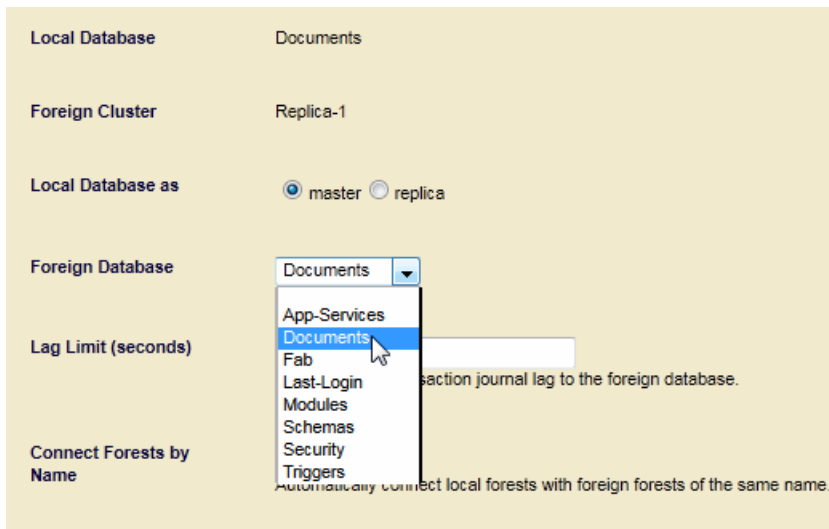 Local Database Documents
Foreign Cluster Replica-1
Local Database as master replica
Foreign Database Documents
App-Services
Documents
Lag Limit (seconds)
Fab
Last-Login
saction journal lag to the foreign database.
Modules
Schemas
Security
Connect Forests by
Name
Triggers
Automatically connect local forests with foreign forests of the same name.